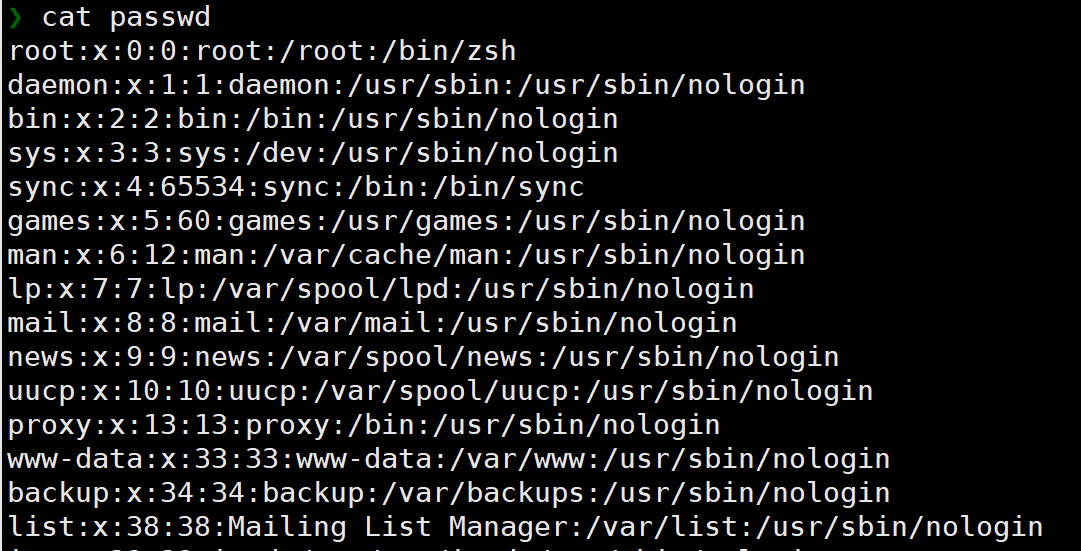 ❯ cat passwd
root:x:0:0:root:/root:/bin/zsh
daemon:x:1:1:daemon:/usr/sbin:/usr/sbin/nologin
bin:x:2:2:bin:/bin:/usr/sbin/nologin
sys:x:3:3:sys:/dev:/usr/sbin/nologin
sync:x:4:65534:sync:/bin:/bin/sync
games:x:5:60:games:/usr/games:/usr/sbin/nologin
man:x:6:12:man:/var/cache/man:/usr/sbin/nologin
lp:x:7:7:lp:/var/spool/lpd:/usr/sbin/nologin
mail:x:8:8:mail:/var/mail:/usr/sbin/nologin
news:x:9:9:news:/var/spool/news:/usr/sbin/nologin
uucp:x:10:10:uucp:/var/spool/uucp:/usr/sbin/nologin
proxy:x:13:13:proxy:/bin:/usr/sbin/nologin
www-data:x:33:33:www-data:/var/www:/usr/sbin/nologin
backup:x:34:34:backup:/var/backups:/usr/sbin/nologin
list:x:38:38:Mailing List Manager:/var/list:/usr/sbin/nologin